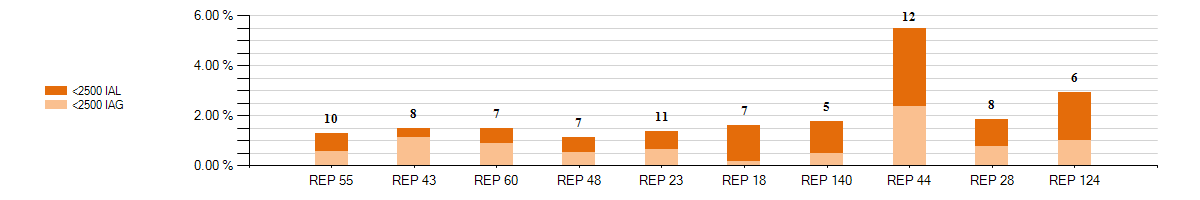 6.00 %
4.00 %
2.00 %
0.00 %
<2500 IAL
<2500 IAG
10
8
7
7
11
7
5
12
8
6
REP 55
REP 43
REP 60
REP 48
REP 23
REP 18
REP 140
REP 44
REP 28
REP 124